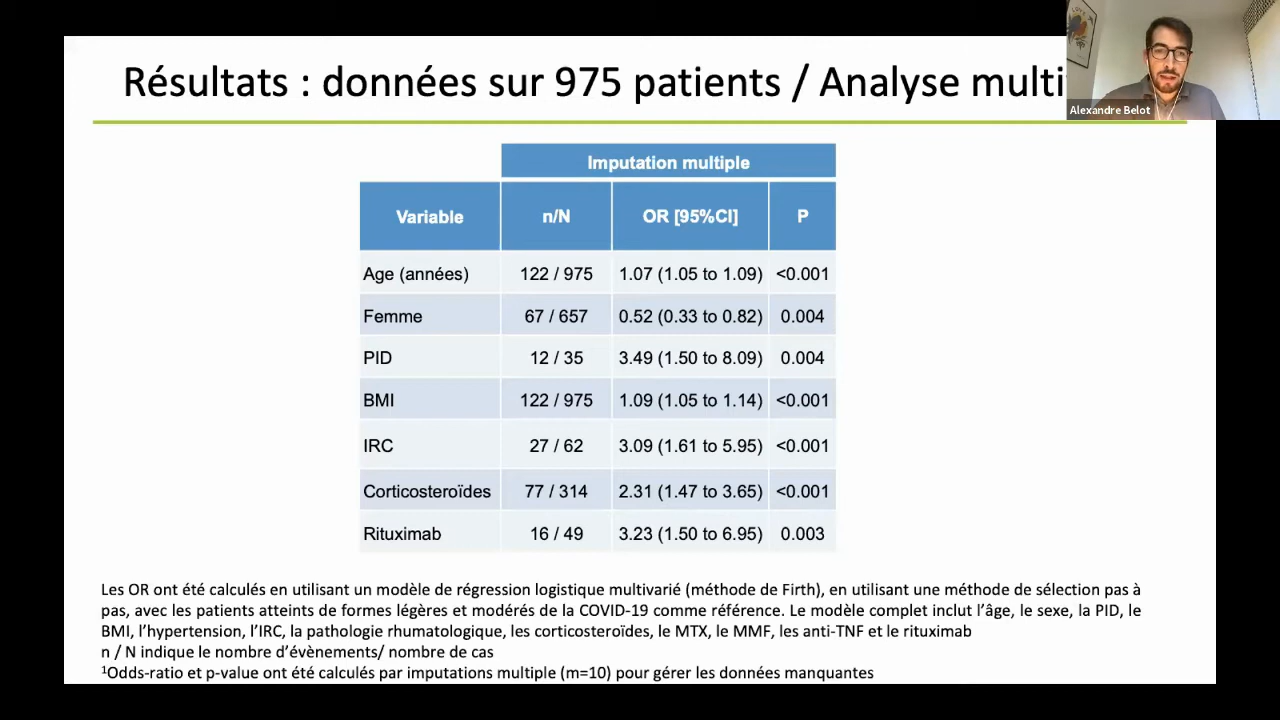 Résultats : données sur 975 patients / Analyse multi
Alexandre Belot
Imputation multiple
Variable n/N OR [95%CI] P
Age (années) 122 / 975 1.07 (1.05 to 1.09) <0.001
Femme 67 / 657 0.52 (0.33 to 0.82) 0.004
PID 12 / 35 3.49 (1.50 to 8.09) 0.004
BMI 122 / 975 1.09 (1.05 to 1.14) <0.001
IRC 27 / 62 3.09 (1.61 to 5.95) <0.001
Corticosteroïdes 77 / 314 2.31 (1.47 to 3.65) <0.001
Rituximab 16 / 49 3.23 (1.50 to 6.95) 0.003
Les OR ont été calculés en utilisant un modèle de régression logistique multivarié (méthode de Firth), en utilisant une méthode de sélection pas à
pas, avec les patients atteints de formes légères et modérés de la COVID-19 comme référence. Le modèle complet inclut l’âge, le sexe, la PID, le
BMI, l’hypertension, l’IRC, la pathologie rhumatologique, les corticosteroïdes, le MTX, le MMF, les anti-TNF et le rituximab
n / N indique le nombre d’évènements/ nombre de cas
¹Odds-ratio et p-value ont été calculés par imputations multiple (m=10) pour gérer les données manquantes